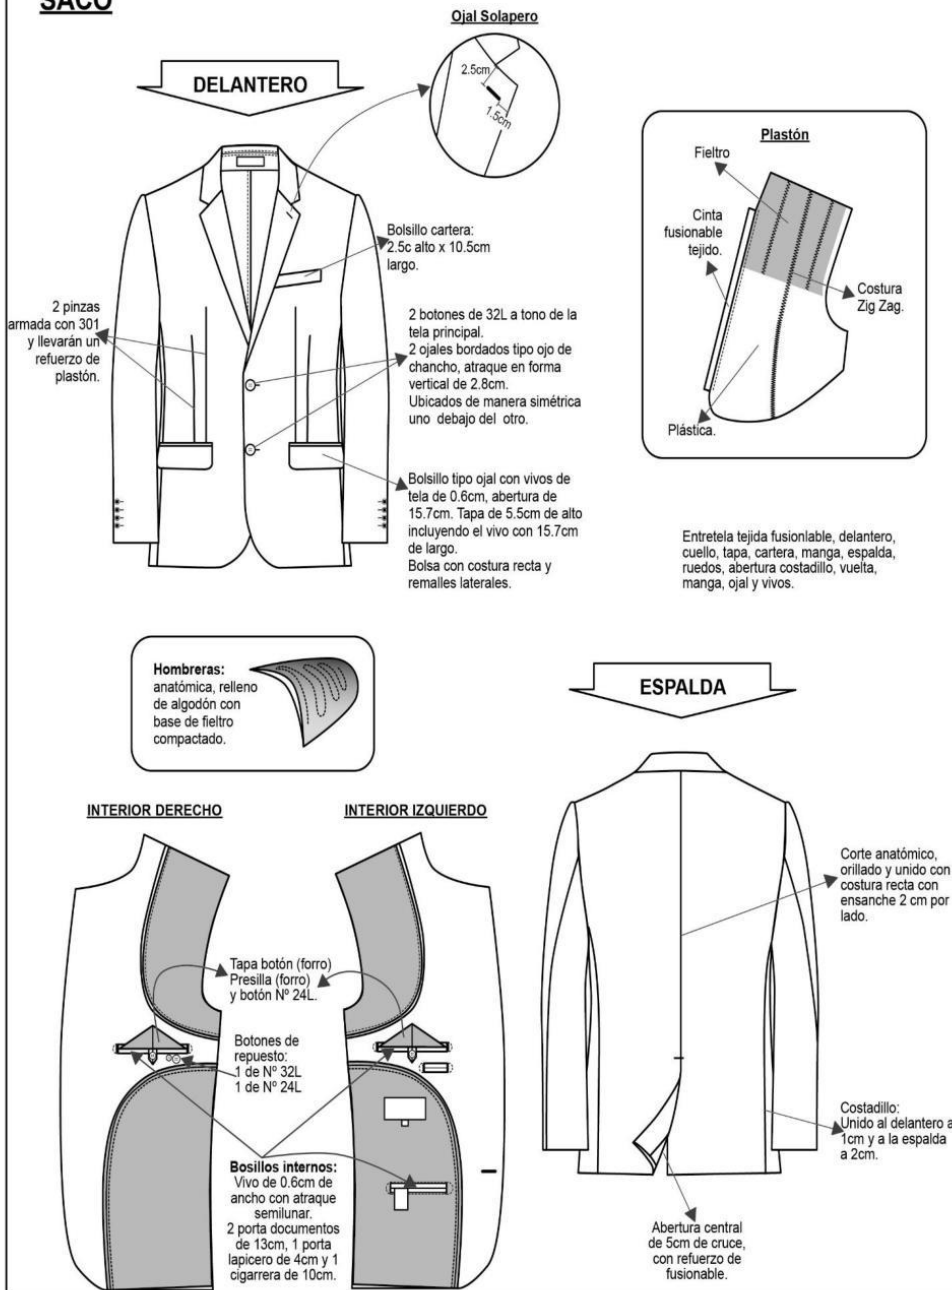 SACO
Ojal Solapero
2.5cm
1.5cm
DELANTERO
Bolsillo cartera:
2.5c alto x 10.5cm
largo.
2 pinzas
armada con 301
y llevarán un
refuerzo de
plastón.
2 botones de 32L a tono de la
tela principal.
2 ojales bordados tipo ojo de
chancho, atraque en forma
vertical de 2.8cm.
Ubicados de manera simétrica
uno debajo del otro.
Bolsillo tipo ojal con vivos de
tela de 0.6cm, abertura de
15.7cm. Tapa de 5.5cm de alto
incluyendo el vivo con 15.7cm
de largo.
Bolsa con costura recta y
remalles laterales.
Plastón
Fieltro
Cinta
fusionable
tejido.
Costura
Zig Zag.
Plástica.
Entretela tejida fusionlable, delantero,
cuello, tapa, cartera, manga, espalda,
ruedos, abertura costadillo, vuelta,
manga, ojal y vivos.
Hombreras:
anatómica, relleno
de algodón con
base de fieltro
compactado.
ESPALDA
INTERIOR DERECHO
INTERIOR IZQUIERDO
Tapa botón (forro)
Presilla (forro)
y botón Nº 24L.
Botones de
repuesto:
1 de Nº 32L
1 de Nº 24L
Bosillos internos:
Vivo de 0.6cm de
ancho con atraque
semilunar.
2 porta documentos
de 13cm, 1 porta
lapicero de 4cm y 1
cigarrera de 10cm.
Corte anatómico,
orillado y unido con
costura recta con
ensanche 2 cm por
lado.
Costadillo:
Unido al delantero a
1cm y a la espalda
a 2cm.
Abertura central
de 5cm de cruce,
con refuerzo de
fusionable.